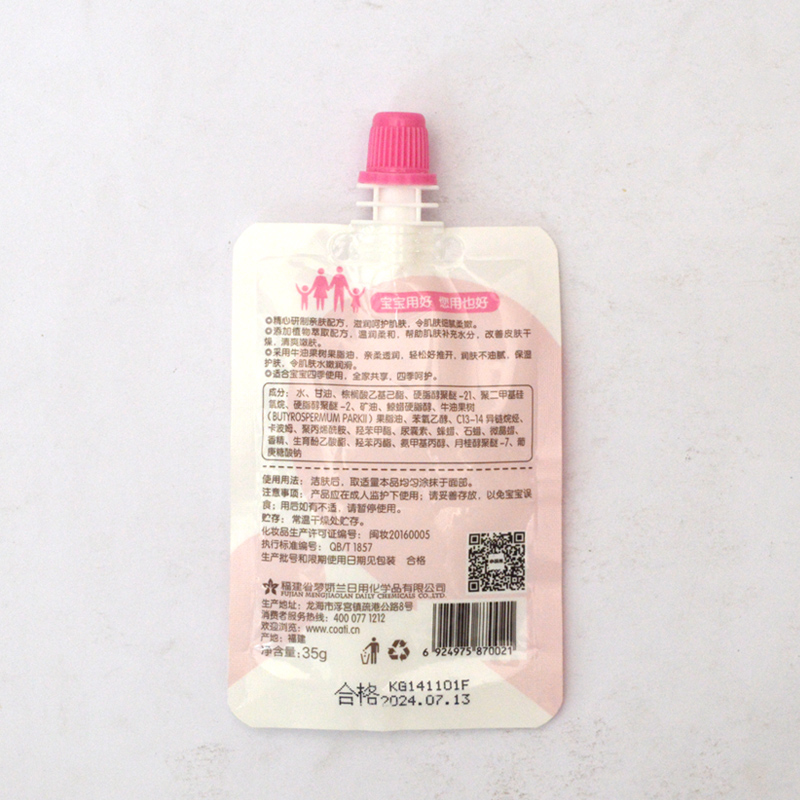 宝宝用好 您用也好
◎精心研制亲肤配方，滋润呵护肌肤，令肌肤细腻柔嫩。
◎添加植物萃取配方，温润柔和，帮助肌肤补充水分，改善皮肤干
燥，清爽嫩肤。
◎采用牛油果树果脂油，亲柔透润，轻松好推开，润肤不油腻，保湿
护肤，令肌肤水嫩润滑。
◎适合宝宝四季使用，全家共享，四季呵护。
成分：水、甘油、棕榈酸乙基己酯、硬脂醇聚醚-21、聚二甲基硅
氧烷、硬脂醇聚醚-2、矿油、鲸蜡硬脂醇、牛油果树
（BUTYROSPERMUM PARKII）果脂油、苯氧乙醇、C13-14 异链烷烃、
卡波姆、聚丙烯酰胺、羟苯甲酯、尿囊素、蜂蜡、石蜡、微晶蜡、
香精、生育酚乙酸酯、羟苯丙酯、氨甲基丙醇、月桂醇聚醚-7、葡
庚糖酸钠
使用用法：洁肤后，取适量本品均匀涂抹于面部。
注意事项：产品应在成人监护下使用；请妥善存放，以免宝宝误
食；用后如有不适，请暂停使用。
贮存：常温干燥处贮存。
化妆品生产许可证编号：闽妆20160005
执行标准编号：QB/T 1857
生产批号和限期使用日期见包装 合格
福建省梦娇兰日用化学品有限公司
FUJIAN MENGJIAOLAN DAILY CHEMICALS CO.,LTD.
生产地址：龙海市浮宫镇疏港公路8号
消费者服务热线：400 077 1212
欢迎浏览：www.coati.cn
产地：福建
净含量：35g
6 924975 870021
合格 KG141101F
2024.07.13